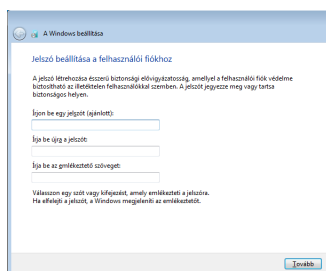 A Windows beállítása
Jelszó beállítása a felhasználói fiókhoz
A jelszó létrehozása ésszerű biztonsági elővigyázatosság, amellyel a felhasználói fiók védelme
biztosítható az illetéktelen felhasználókkal szemben. A jelszót jegyezze meg vagy tartsa
biztonságos helyen.
Írjon be egy jelszót (ajánlott):
Írja be újra a jelszót:
Írja be az emlékeztető szöveget:
Válasszon egy szót vagy kifejezést, amely emlékezteti a jelszóra.
Ha elfelejti a jelszót, a Windows megjeleníti az emlékeztetőt.
Tovább